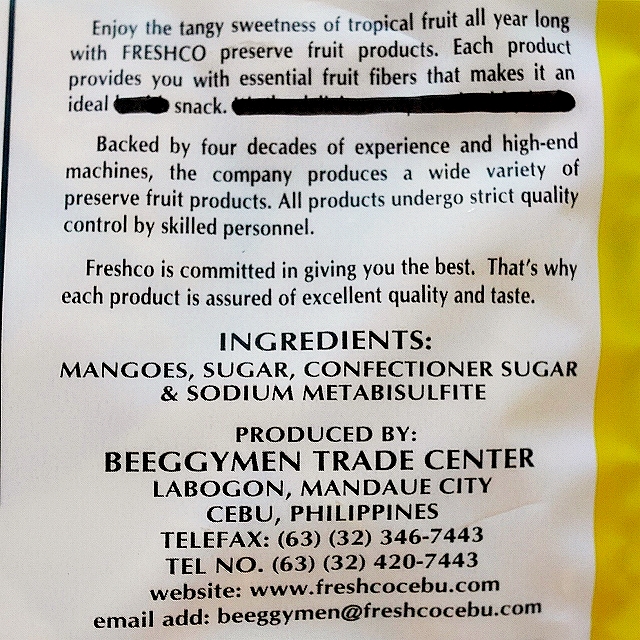 Enjoy the tangy sweetness of tropical fruit all year long
with FRESHCO preserve fruit products. Each product
provides you with essential fruit fibers that makes it an
ideal snack.
Backed by four decades of experience and high-end
machines, the company produces a wide variety of
preserve fruit products. All products undergo strict quality
control by skilled personnel.
Freshco is committed in giving you the best. That's why
each product is assured of excellent quality and taste.
INGREDIENTS:
MANGOES, SUGAR, CONFECTIONER SUGAR
& SODIUM METABISULFITE
PRODUCED BY:
BEEGGYMEN TRADE CENTER
LABOGON, MANDAUE CITY
CEBU, PHILIPPINES
TELEFAX: (63) (32) 346-7443
TEL NO. (63) (32) 420-7443
website: www.freshcocebu.com
email add: beeggymen@freshcocebu.com